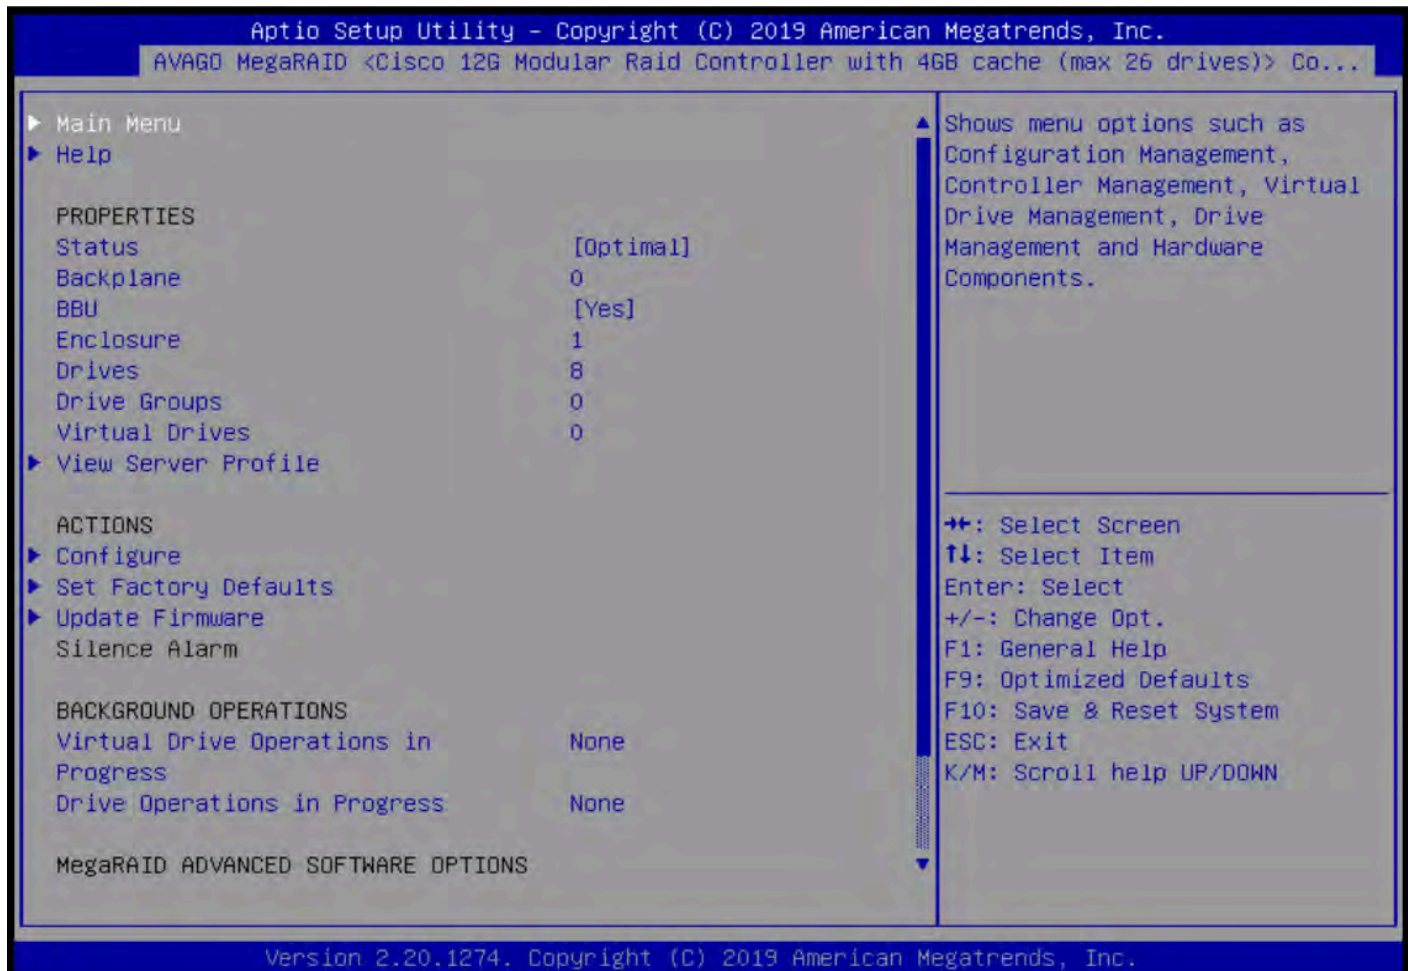 Aptio Setup Utility – Copyright (C) 2019 American Megatrends, Inc.
AVAGO MegaRAID <Cisco 12G Modular Raid Controller with 4GB cache (max 26 drives)> Co...
Main Menu
Help
PROPERTIES
Status [Optimal]
Backplane 0
BBU [Yes]
Enclosure 1
Drives 8
Drive Groups 0
Virtual Drives 0
View Server Profile
ACTIONS
Configure
Set Factory Defaults
Update Firmware
Silence Alarm
BACKGROUND OPERATIONS
Virtual Drive Operations in None
Progress
Drive Operations in Progress None
MegaRAID ADVANCED SOFTWARE OPTIONS
Shows menu options such as
Configuration Management,
Controller Management, Virtual
Drive Management, Drive
Management and Hardware
Components.
→←: Select Screen
↑↓: Select Item
Enter: Select
+/-: Change Opt.
F1: General Help
F9: Optimized Defaults
F10: Save & Reset System
ESC: Exit
K/M: Scroll help UP/DOWN
Version 2.20.1274. Copyright (C) 2019 American Megatrends, Inc.